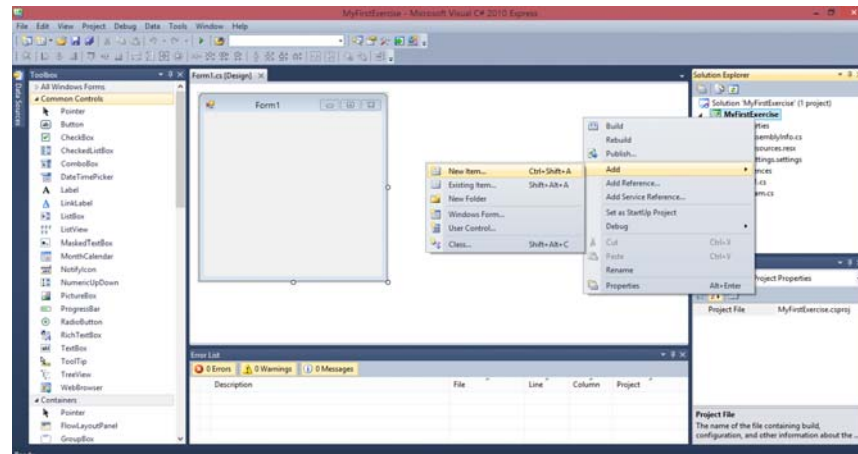 MyFirstExercise - Microsoft Visual C# 2010 Express
File Edit View Project Debug Data Tools Window Help
Data Sources
Toolbox
All Windows Forms
Common Controls
Pointer
Button
CheckBox
CheckedListBox
ComboBox
DateTimePicker
Label
LinkLabel
ListBox
ListView
MaskedTextBox
MonthCalendar
NotifyIcon
NumericUpDown
PictureBox
ProgressBar
RadioButton
RichTextBox
TextBox
ToolTip
TreeView
WebBrowser
Containers
Pointer
FlowLayoutPanel
GroupBox
Form1.cs [Design]
Form1
New Item... Ctrl+Shift+A
Existing Item... Shift+Alt+A
New Folder
Windows Form...
User Control...
Class... Shift+Alt+C
Build
Rebuild
Publish...
Add
Add Reference...
Add Service Reference...
Set as StartUp Project
Debug
Cut Ctrl+X
Paste Ctrl+V
Rename
Properties Alt+Enter
Error List
0 Errors 0 Warnings 0 Messages
Description File Line Column Project
Solution Explorer
Solution 'MyFirstExercise' (1 project)
MyFirstExercise
Project Properties
Project File MyFirstExercise.csproj
Project File
The name of the file containing build,
configuration, and other information about the ...